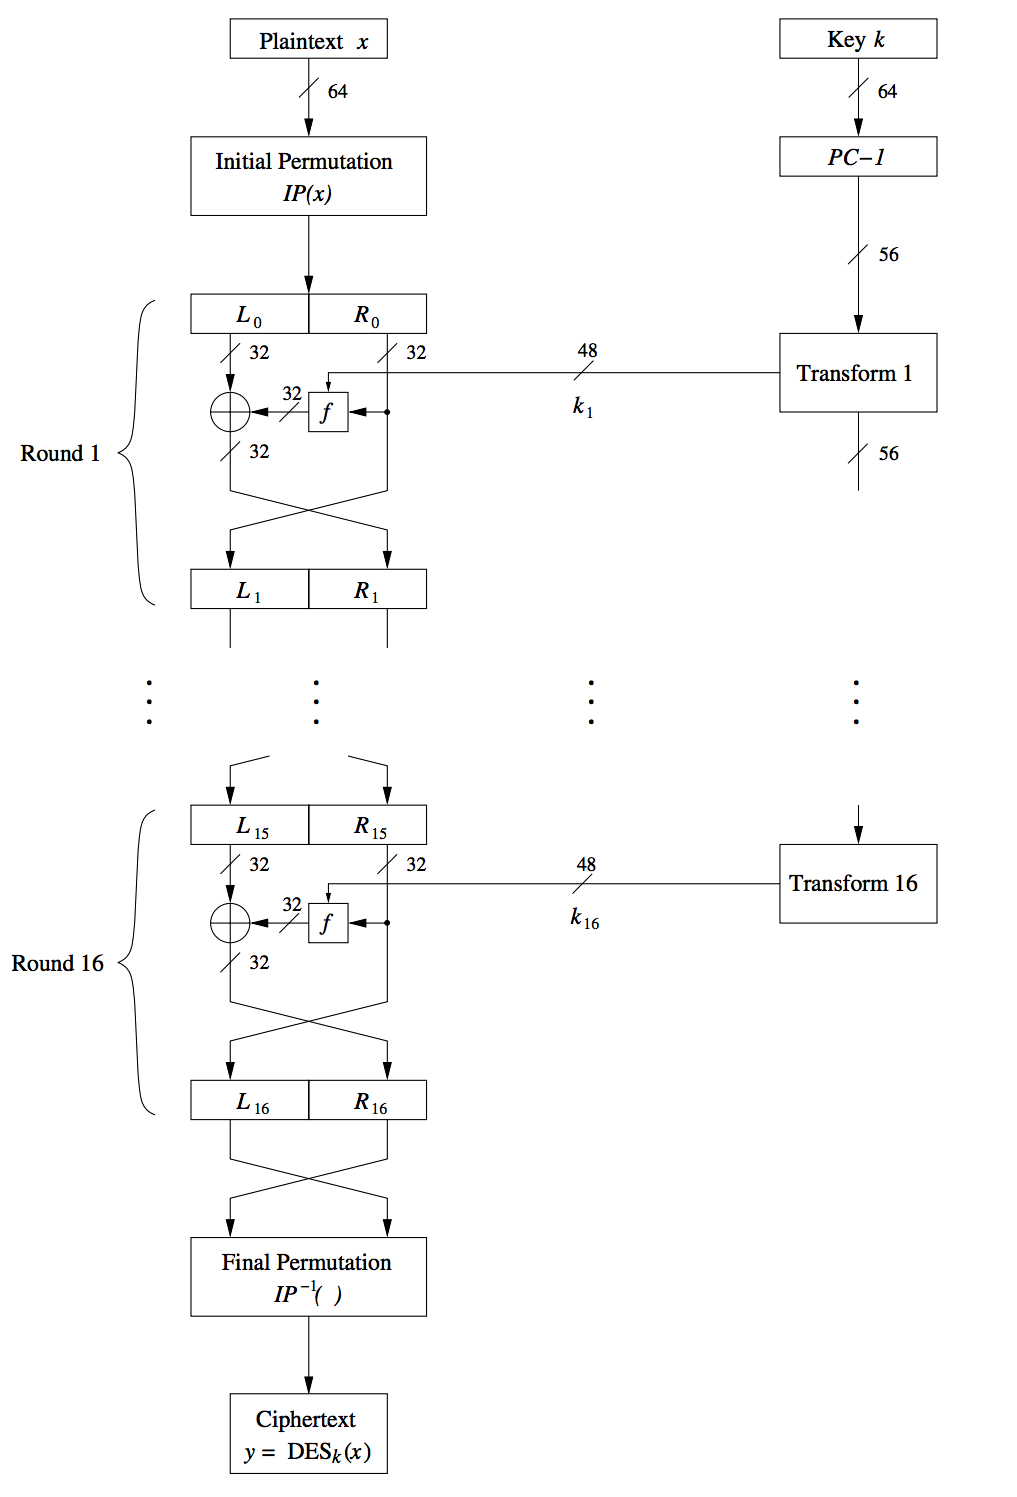 Plaintext x
Key k
64
64
Initial Permutation
IP(x)
PC–1
56
L0 R0
32
32
48
Transform 1
32
f
k1
Round 1
32
56
L1 R1
L15 R15
32
32
48
Transform 16
32
f
k16
Round 16
32
L16 R16
Final Permutation
IP–1( )
Ciphertext
y = DESk(x)